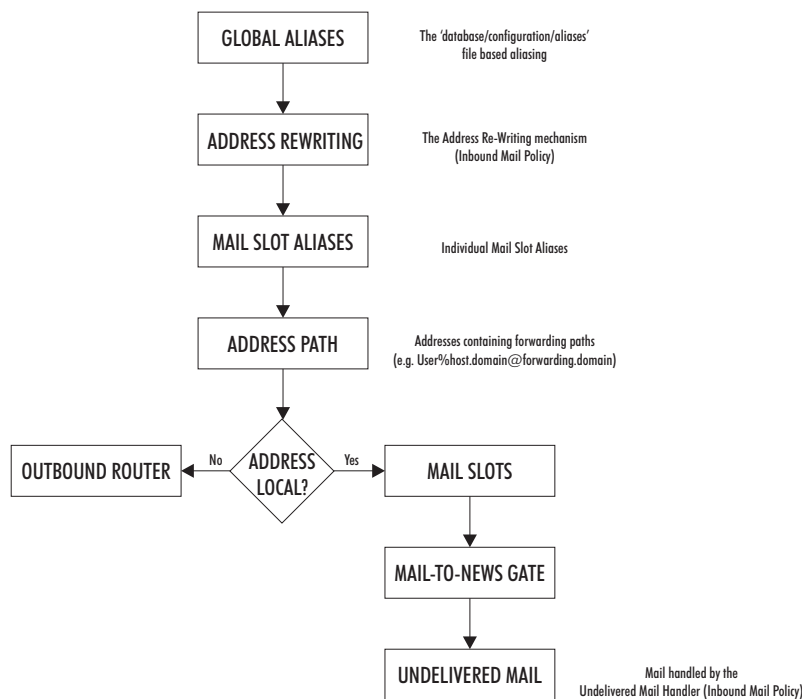 GLOBAL ALIASES
The ‘database/configuration/aliases’
file based aliasing
ADDRESS REWRITING
The Address Re-Writing mechanism
(Inbound Mail Policy)
MAIL SLOT ALIASES
Individual Mail Slot Aliases
ADDRESS PATH
Addresses containing forwarding paths
(e.g. User%host.domain@forwarding.domain)
OUTBOUND ROUTER
No
ADDRESS
LOCAL?
Yes
MAIL SLOTS
MAIL-TO-NEWS GATE
UNDELIVERED MAIL
Mail handled by the
Undelivered Mail Handler (Inbound Mail Policy)